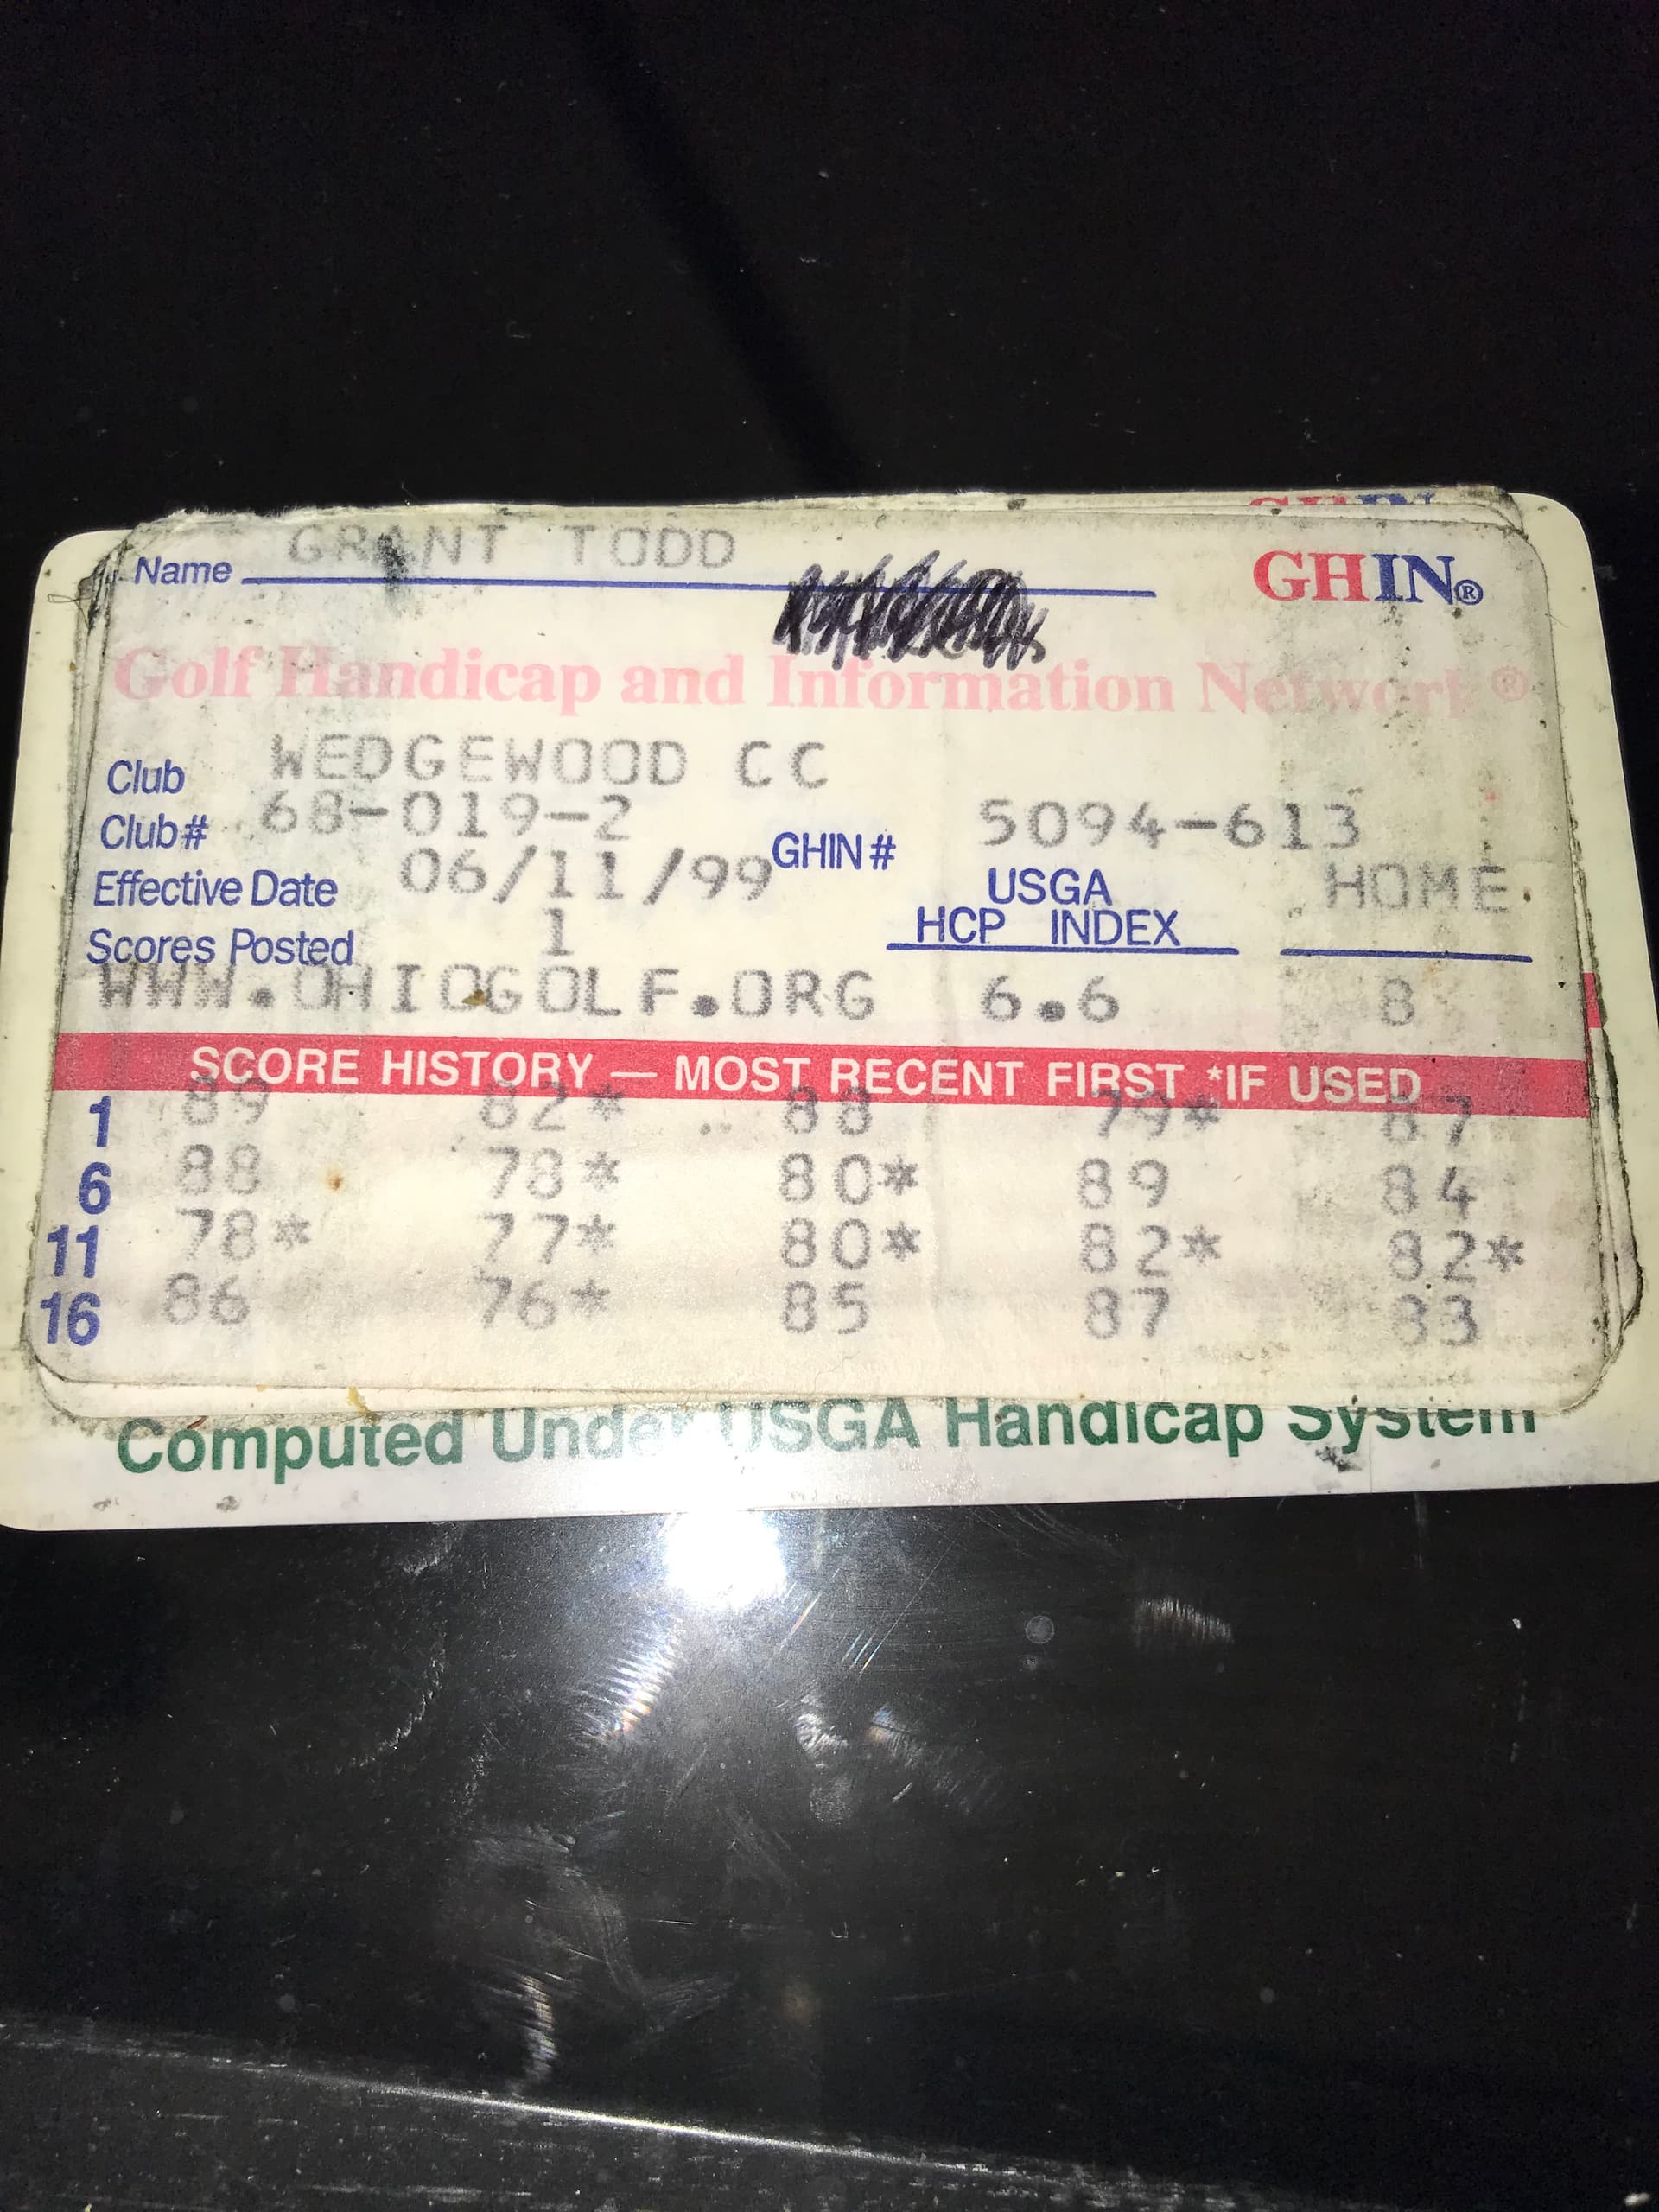 GHIN
GRANT TODD
Name GHIN®
Golf Handicap and Information Network ®
Club WEDGEWOOD CC
Club# 68-019-2 GHIN# 5094-613
Effective Date 06/11/99 USGA HOME
Scores Posted 1 HCP INDEX
WWW.OHIOGOLF.ORG 6.6 8
SCORE HISTORY — MOST RECENT FIRST *IF USED
1 89 82* 88 79* 87
6 88 78* 80* 89 84
11 78* 77* 80* 82* 82*
16 86 76* 85 87 83
Computed Under USGA Handicap System